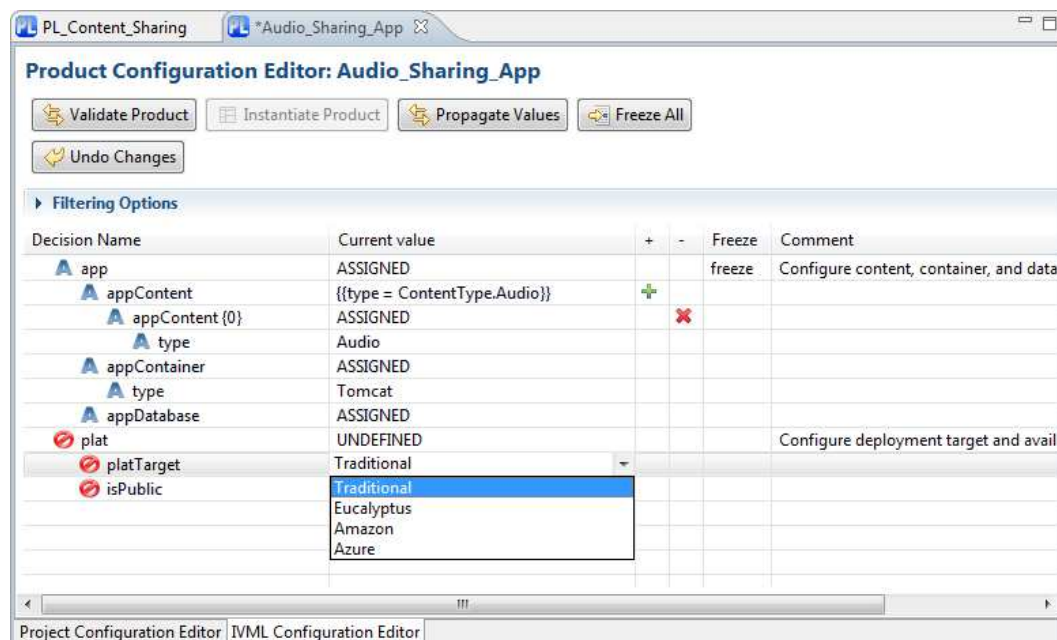 PL PL_Content_Sharing PL *Audio_Sharing_App
Product Configuration Editor: Audio_Sharing_App
Validate Product Instantiate Product Propagate Values Freeze All
Undo Changes
Filtering Options
Decision Name Current value + - Freeze Comment
app ASSIGNED freeze Configure content, container, and data
appContent {{type = ContentType.Audio}}
appContent {0} ASSIGNED
type Audio
appContainer ASSIGNED
type Tomcat
appDatabase ASSIGNED
plat UNDEFINED Configure deployment target and avail
platTarget Traditional
isPublic Traditional
Eucalyptus
Amazon
Azure
Project Configuration Editor IVML Configuration Editor